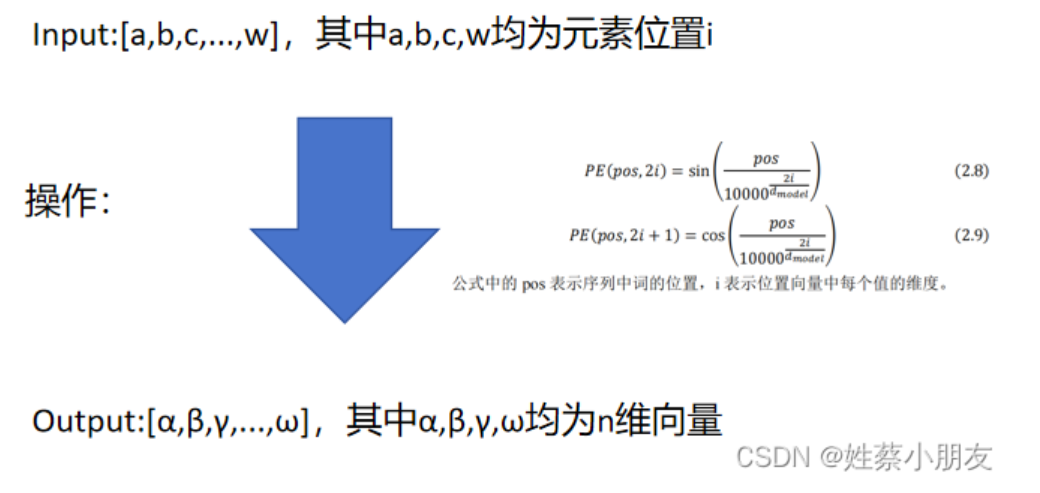 Input:[a,b,c,...,w]，其中a,b,c,w均为元素位置i
PE(pos, 2i) = sin(pos / 10000^(2i / d_model)) (2.8)
操作：
PE(pos, 2i + 1) = cos(pos / 10000^(2i / d_model)) (2.9)
公式中的 pos 表示序列中词的位置，i 表示位置向量中每个值的维度。
Output:[α,β,γ,...,ω]，其中α,β,γ,ω均为n维向量
CSDN @姓蔡小朋友